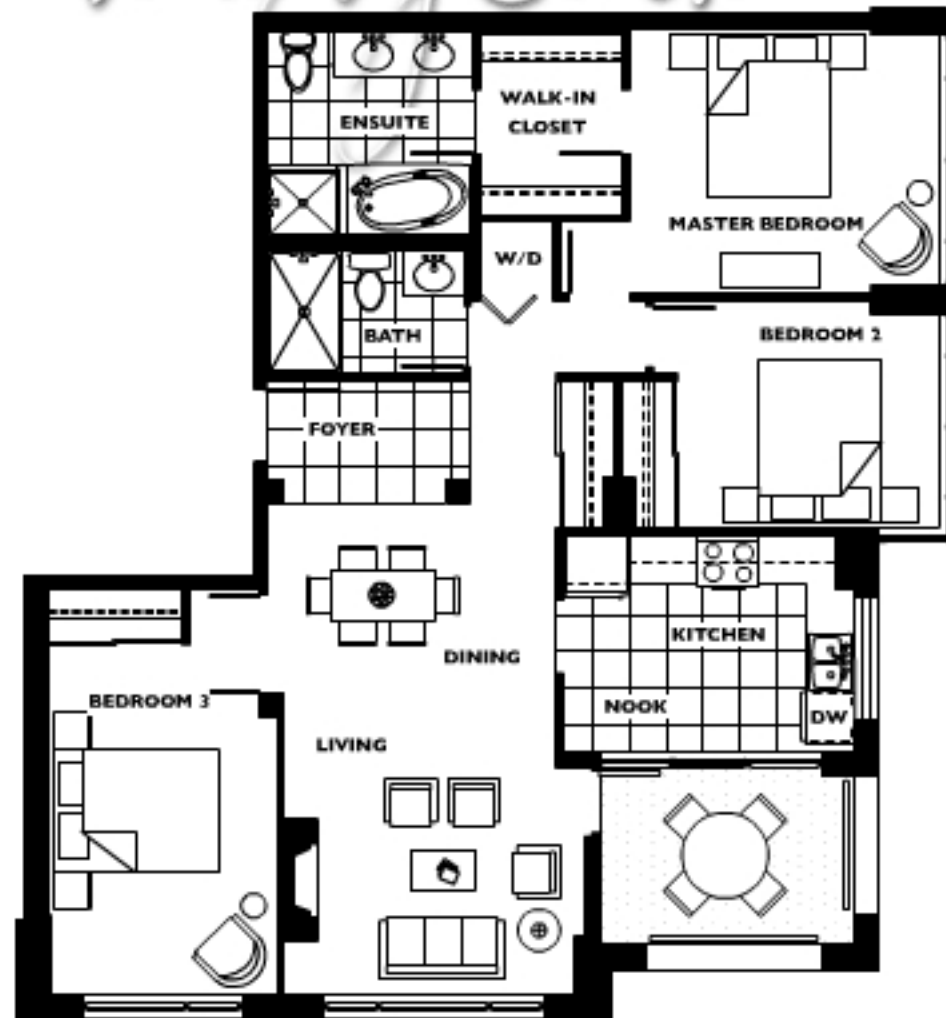 ENSUITE
WALK-IN
CLOSET
MASTER BEDROOM
W/D
BATH
BEDROOM 2
FOYER
KITCHEN
DINING
BEDROOM 3
NOOK
DW
LIVING